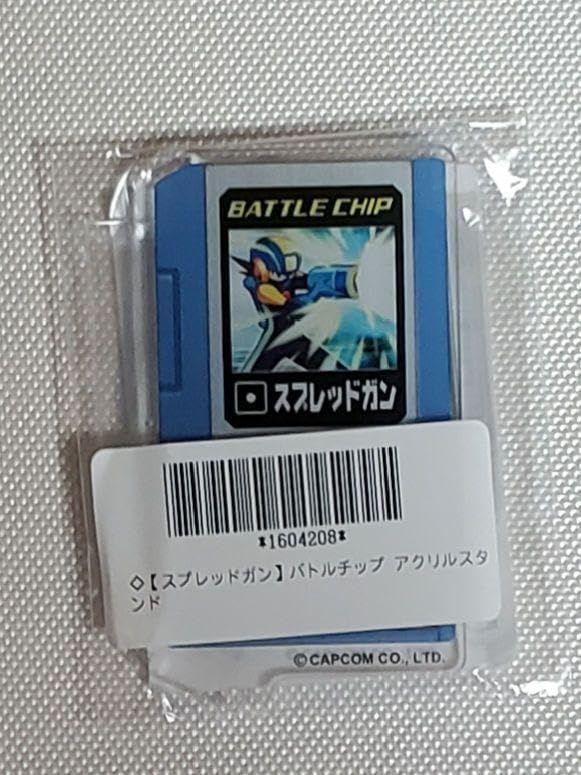 BATTLE CHIP
スプレッドガン
*1604208*
◇【スプレッドガン】バトルチップ アクリルスタ
ンド
©CAPCOM CO., LTD.